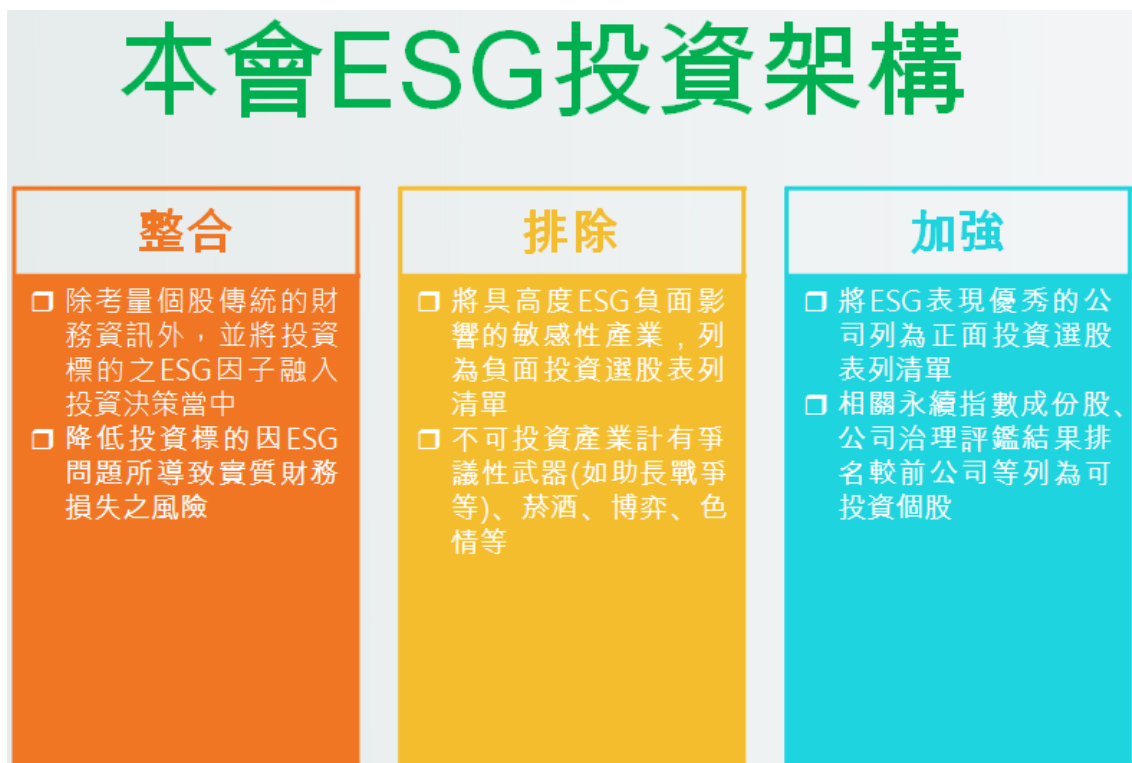 本會ESG投資架構
整合
除考量個股傳統的財
務資訊外，並將投資
標的之ESG因子融入
投資決策當中
降低投資標的因ESG
問題所導致實質財務
損失之風險
排除
將具高度ESG負面影
響的敏感性產業，列
為負面投資選股表列
清單
不可投資產業計有爭
議性武器(如助長戰爭
等)、菸酒、博弈、色
情等
加強
將ESG表現優秀的公
司列為正面投資選股
表列清單
相關永續指數成份股、
公司治理評鑑結果排
名較前公司等列為可
投資個股